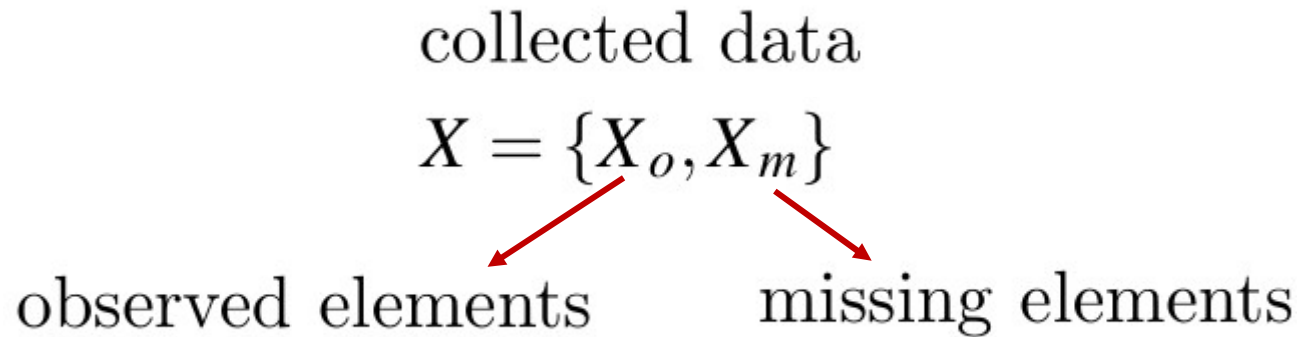 collected data
X = {X_o, X_m}
observed elements
missing elements